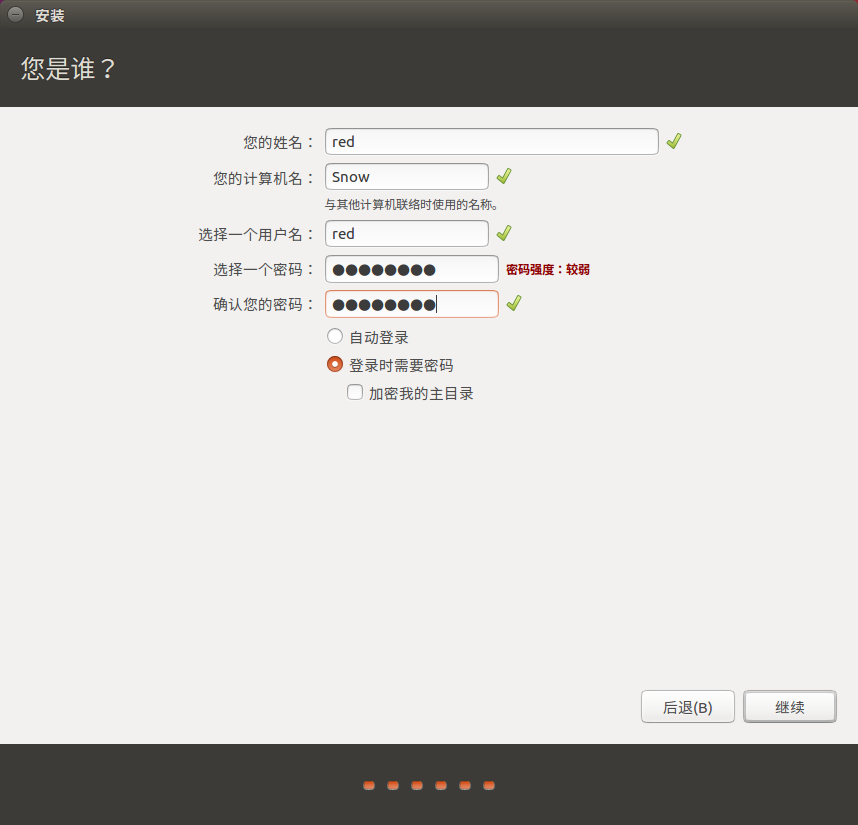 安装
您是谁？
您的姓名： red
您的计算机名： Snow
与其他计算机联络时使用的名称。
选择一个用户名： red
选择一个密码： ●●●●●●●● 密码强度：较弱
确认您的密码： ●●●●●●●●
自动登录
登录时需要密码
加密我的主目录
后退(B) 继续